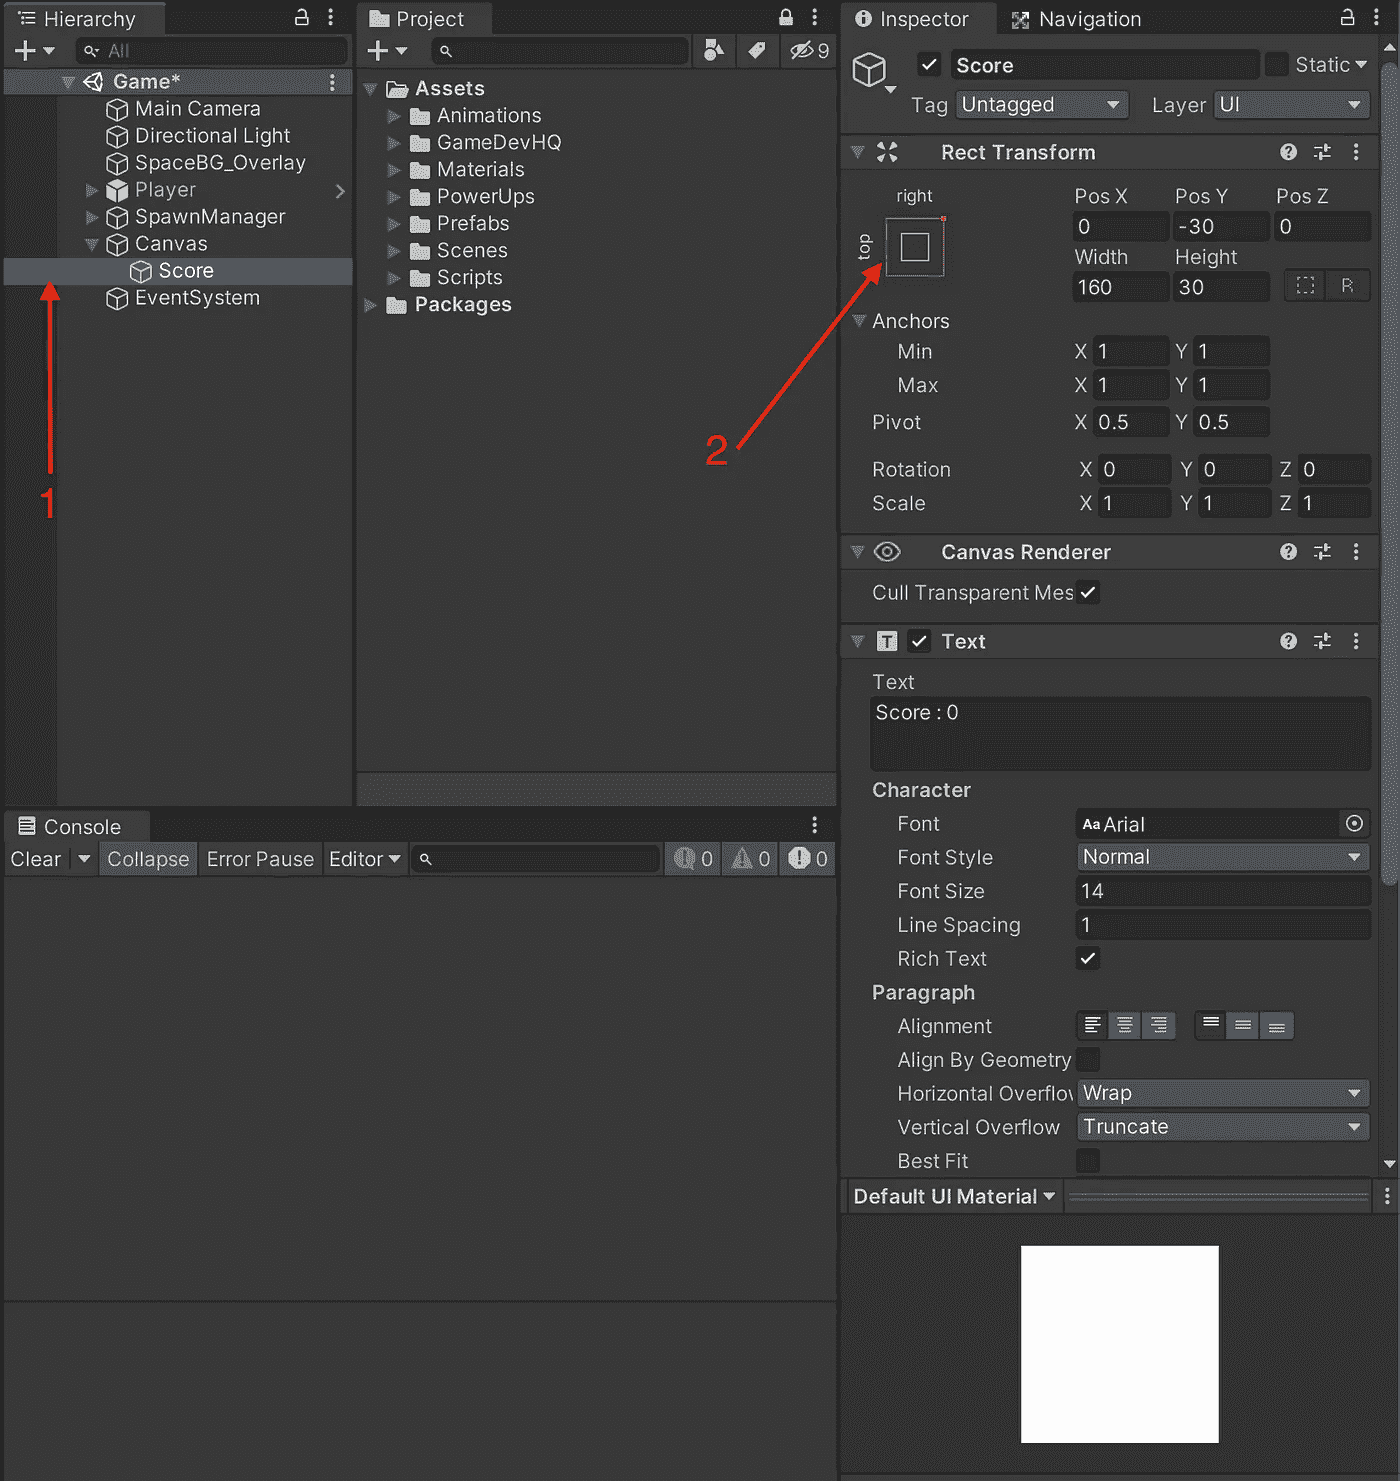 Hierarchy
All
Game*
Main Camera
Directional Light
SpaceBG_Overlay
Player
SpawnManager
Canvas
Score
EventSystem
1
Project
9
Assets
Animations
GameDevHQ
Materials
PowerUps
Prefabs
Scenes
Scripts
Packages
2
Console
Clear Collapse Error Pause Editor 0 0 0
Inspector Navigation
Score Static
Tag Untagged Layer UI
Rect Transform
right
top
Pos X Pos Y Pos Z
0 -30 0
Width Height
160 30 R
Anchors
Min X 1 Y 1
Max X 1 Y 1
Pivot X 0.5 Y 0.5
Rotation X 0 Y 0 Z 0
Scale X 1 Y 1 Z 1
Canvas Renderer
Cull Transparent Mes
T Text
Text
Score : 0
Character
Font Aa Arial
Font Style Normal
Font Size 14
Line Spacing 1
Rich Text
Paragraph
Alignment
Align By Geometry
Horizontal Overflov Wrap
Vertical Overflow Truncate
Best Fit
Default UI Material